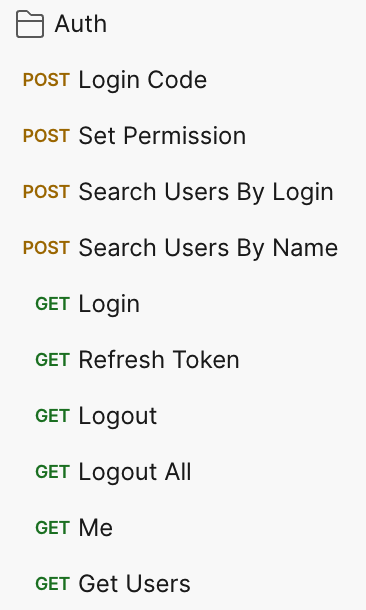 Auth
POST Login Code
POST Set Permission
POST Search Users By Login
POST Search Users By Name
GET Login
GET Refresh Token
GET Logout
GET Logout All
GET Me
GET Get Users